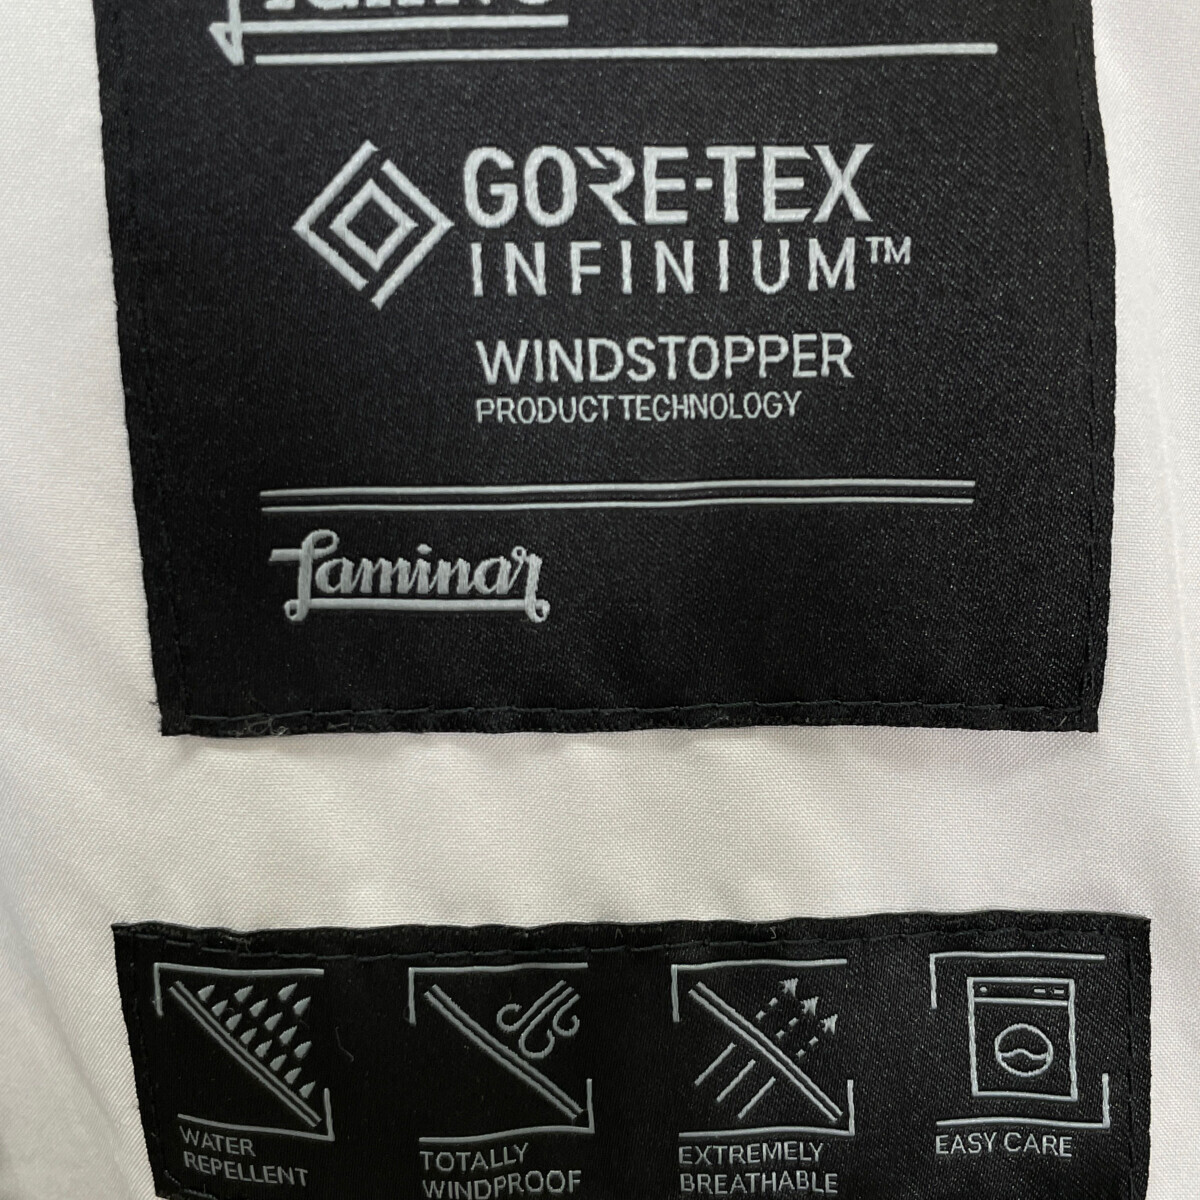 GORE-TEX
INFINIUM™
WINDSTOPPER
PRODUCT TECHNOLOGY
Laminar
WATER
REPELLENT
TOTALLY
WINDPROOF
EXTREMELY
BREATHABLE
EASY CARE